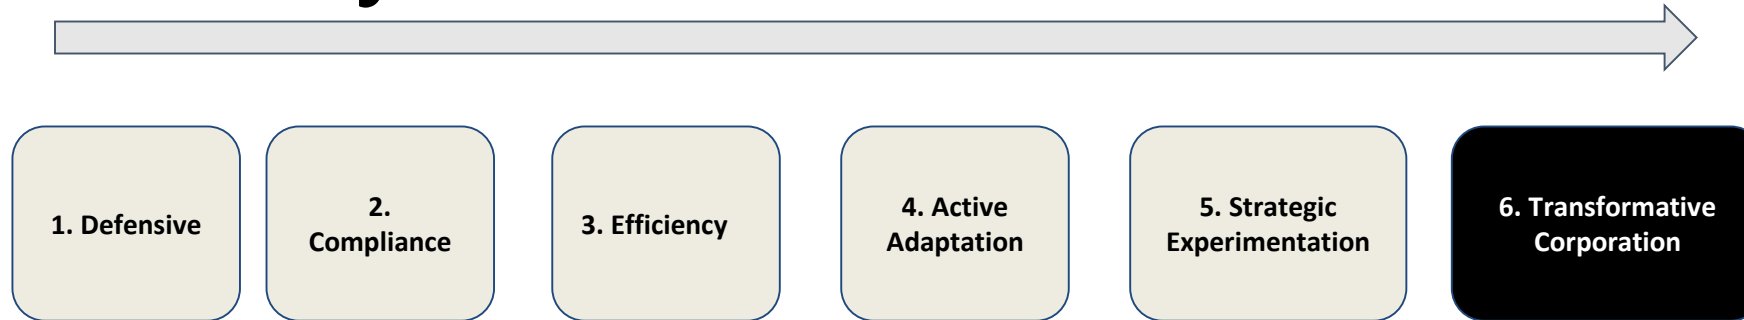 1. Defensive
2.
Compliance
3. Efficiency
4. Active
Adaptation
5. Strategic
Experimentation
6. Transformative
Corporation